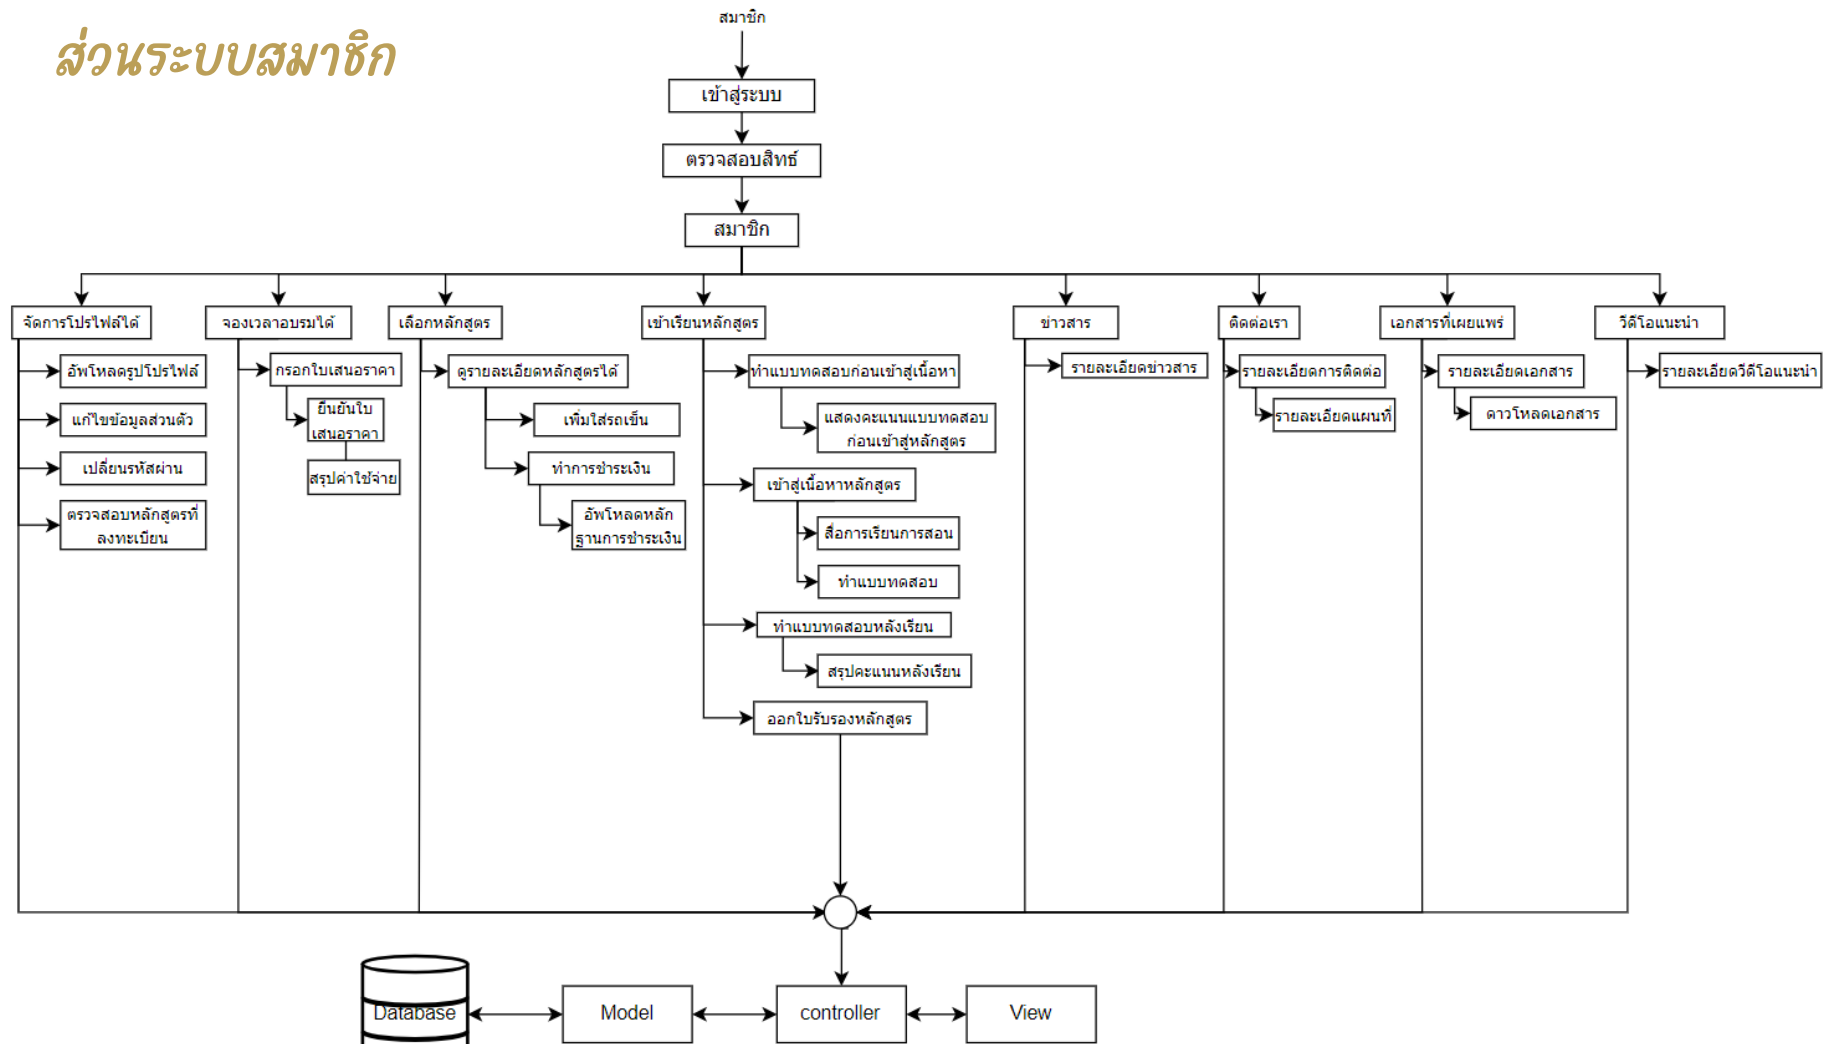 ส่วนระบบสมาชิก
สมาชิก
เข้าสู่ระบบ
ตรวจสอบสิทธ์
สมาชิก
จัดการโปรไฟล์ได้
อัพโหลดรูปโปรไฟล์
แก้ไขข้อมูลส่วนตัว
เปลี่ยนรหัสผ่าน
ตรวจสอบหลักสูตรที่
ลงทะเบียน
จองเวลาอบรมได้
กรอกใบเสนอราคา
ยืนยันใบ
เสนอราคา
สรุปค่าใช้จ่าย
เลือกหลักสูตร
ดูรายละเอียดหลักสูตรได้
เพิ่มใส่รถเข็น
ทำการชำระเงิน
อัพโหลดหลัก
ฐานการชำระเงิน
เข้าเรียนหลักสูตร
ทำแบบทดสอบก่อนเข้าสู่เนื้อหา
แสดงคะแนนแบบทดสอบ
ก่อนเข้าสู่หลักสูตร
เข้าสู่เนื้อหาหลักสูตร
สื่อการเรียนการสอน
ทำแบบทดสอบ
ทำแบบทดสอบหลังเรียน
สรุปคะแนนหลังเรียน
ออกใบรับรองหลักสูตร
ข่าวสาร
รายละเอียดข่าวสาร
ติดต่อเรา
รายละเอียดการติดต่อ
รายละเอียดแผนที่
เอกสารที่เผยแพร่
รายละเอียดเอกสาร
ดาวโหลดเอกสาร
วีดีโอแนะนำ
รายละเอียดวีดีโอแนะนำ
Database
Model
controller
View